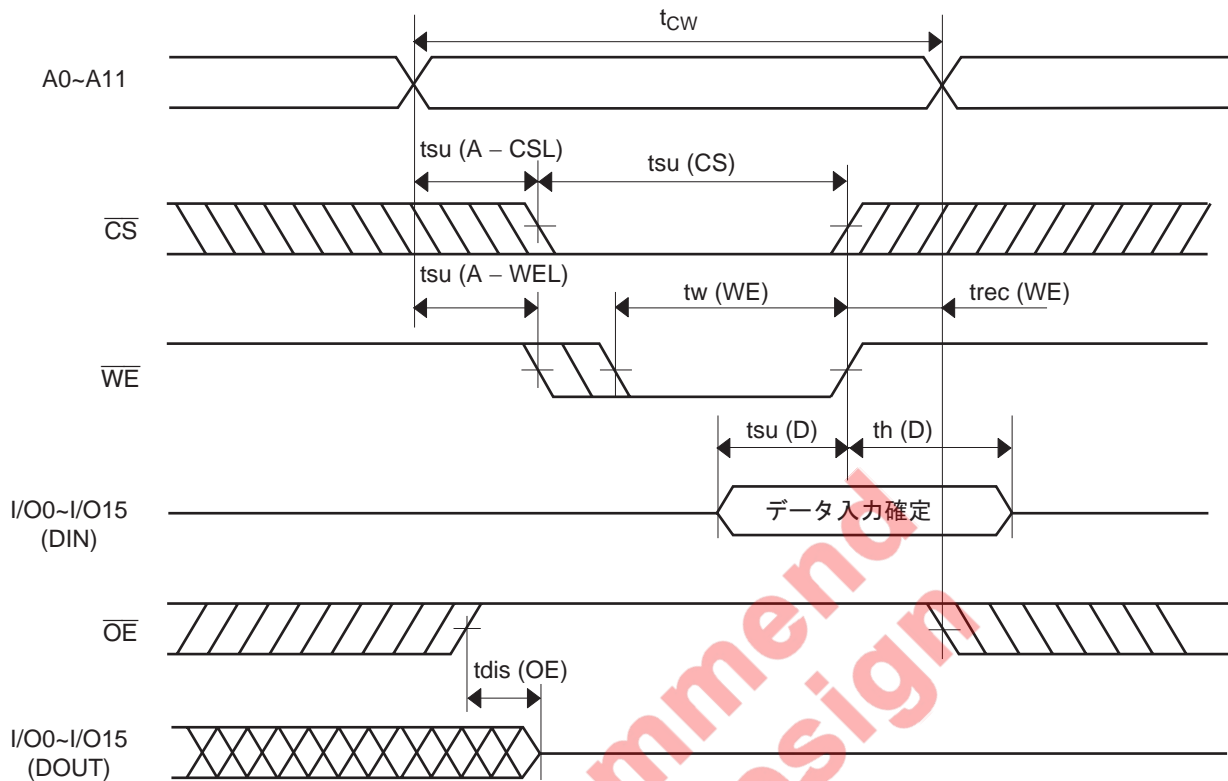 tCW
A0~A11
tsu (A – CSL)
tsu (CS)
CS
tsu (A – WEL)
tw (WE)
trec (WE)
WE
tsu (D)
th (D)
I/O0~I/O15
(DIN)
データ入力確定
OE
tdis (OE)
I/O0~I/O15
(DOUT)